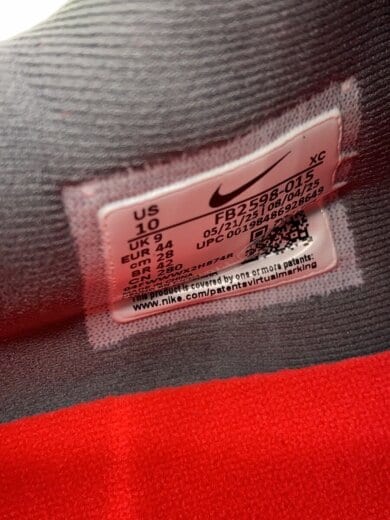 US
10
UK 9
EUR 44
cm 28
BR 42
CN 280
XC
FB2598-015
05/21/25 | 08/04/25
UPC 00198486928649
This product is covered by one or more patents:
www.nike.com/patentsvirtualmarking